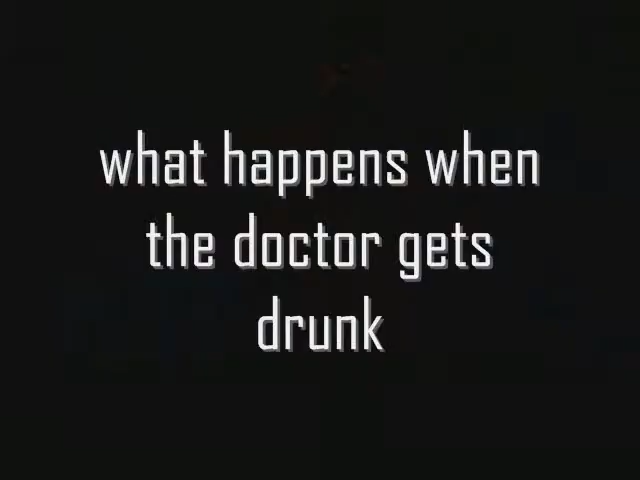 what happens when
the doctor gets
drunk